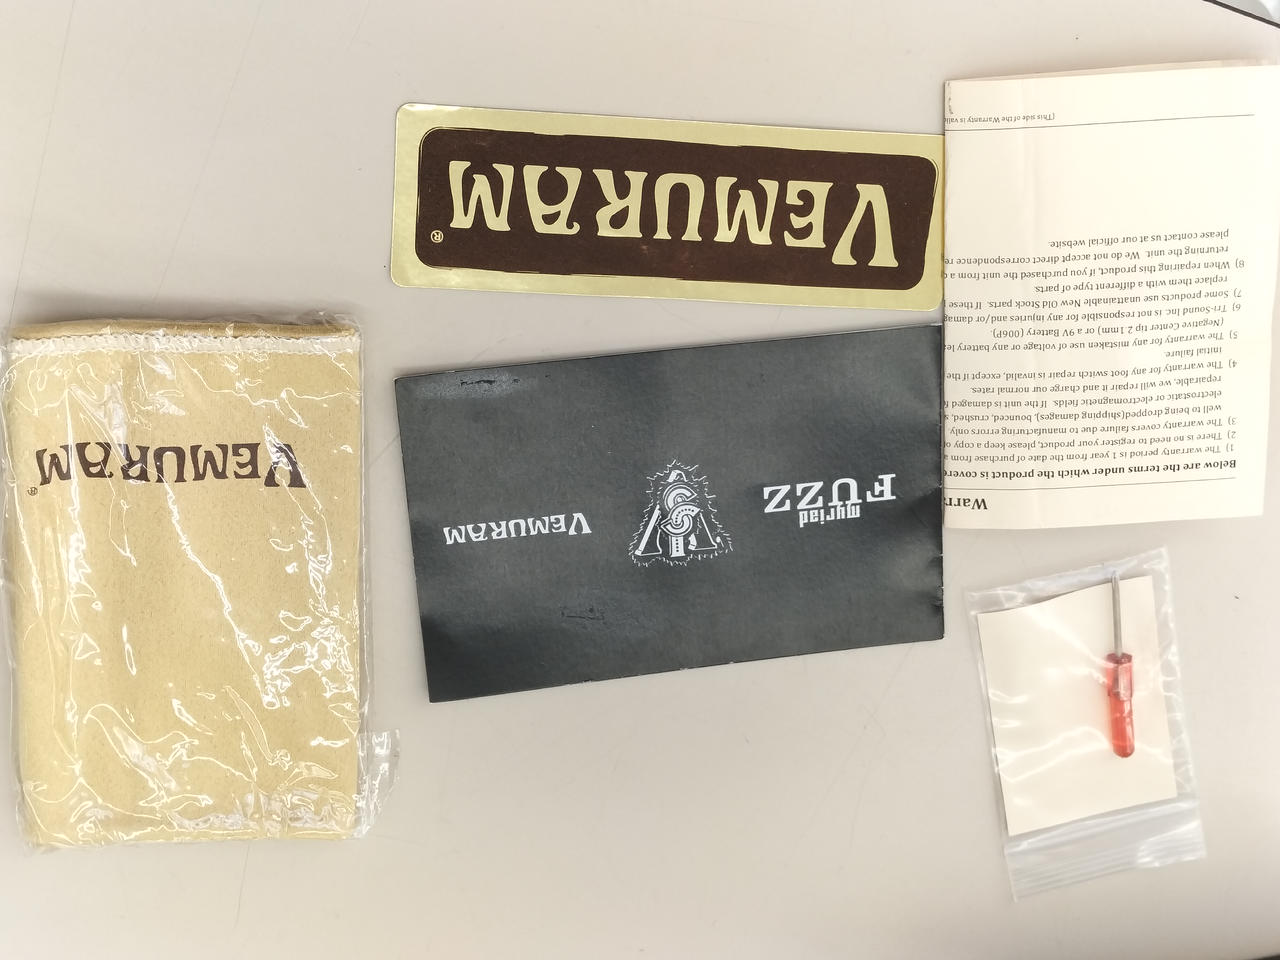 VEMURAM®
VEMURAM®
myriad
FUZZ
VEMURAM
Below are the terms under which the product is
1) The warranty period is 1 year from the date of purchase from
2) There is no need to register your product, please keep a copy of
3) The warranty covers failure due to manufacturing errors only.
well to being dropped(shipping damages), bounced, crushed,
electrostatic or electromagnetic fields. If the unit is damaged
repairable, we will repair it and charge our normal rates.
4) The warranty for any foot switch repair is invalid, except if the
initial failure.
5) The warranty for any mistaken use of voltage or any battery
(Negative Center tip 2.1mm) or a 9V Battery (006P).
6) Tri-Sound Inc. is not responsible for any injuries and/or
7) Some products use unattainable New Old Stock parts. If these
replace them with a different type of parts.
8) When repairing this product, if you purchased the unit from a
returning the unit. We do not accept direct correspondence
please contact us at our official website.
(This side of the Warranty is